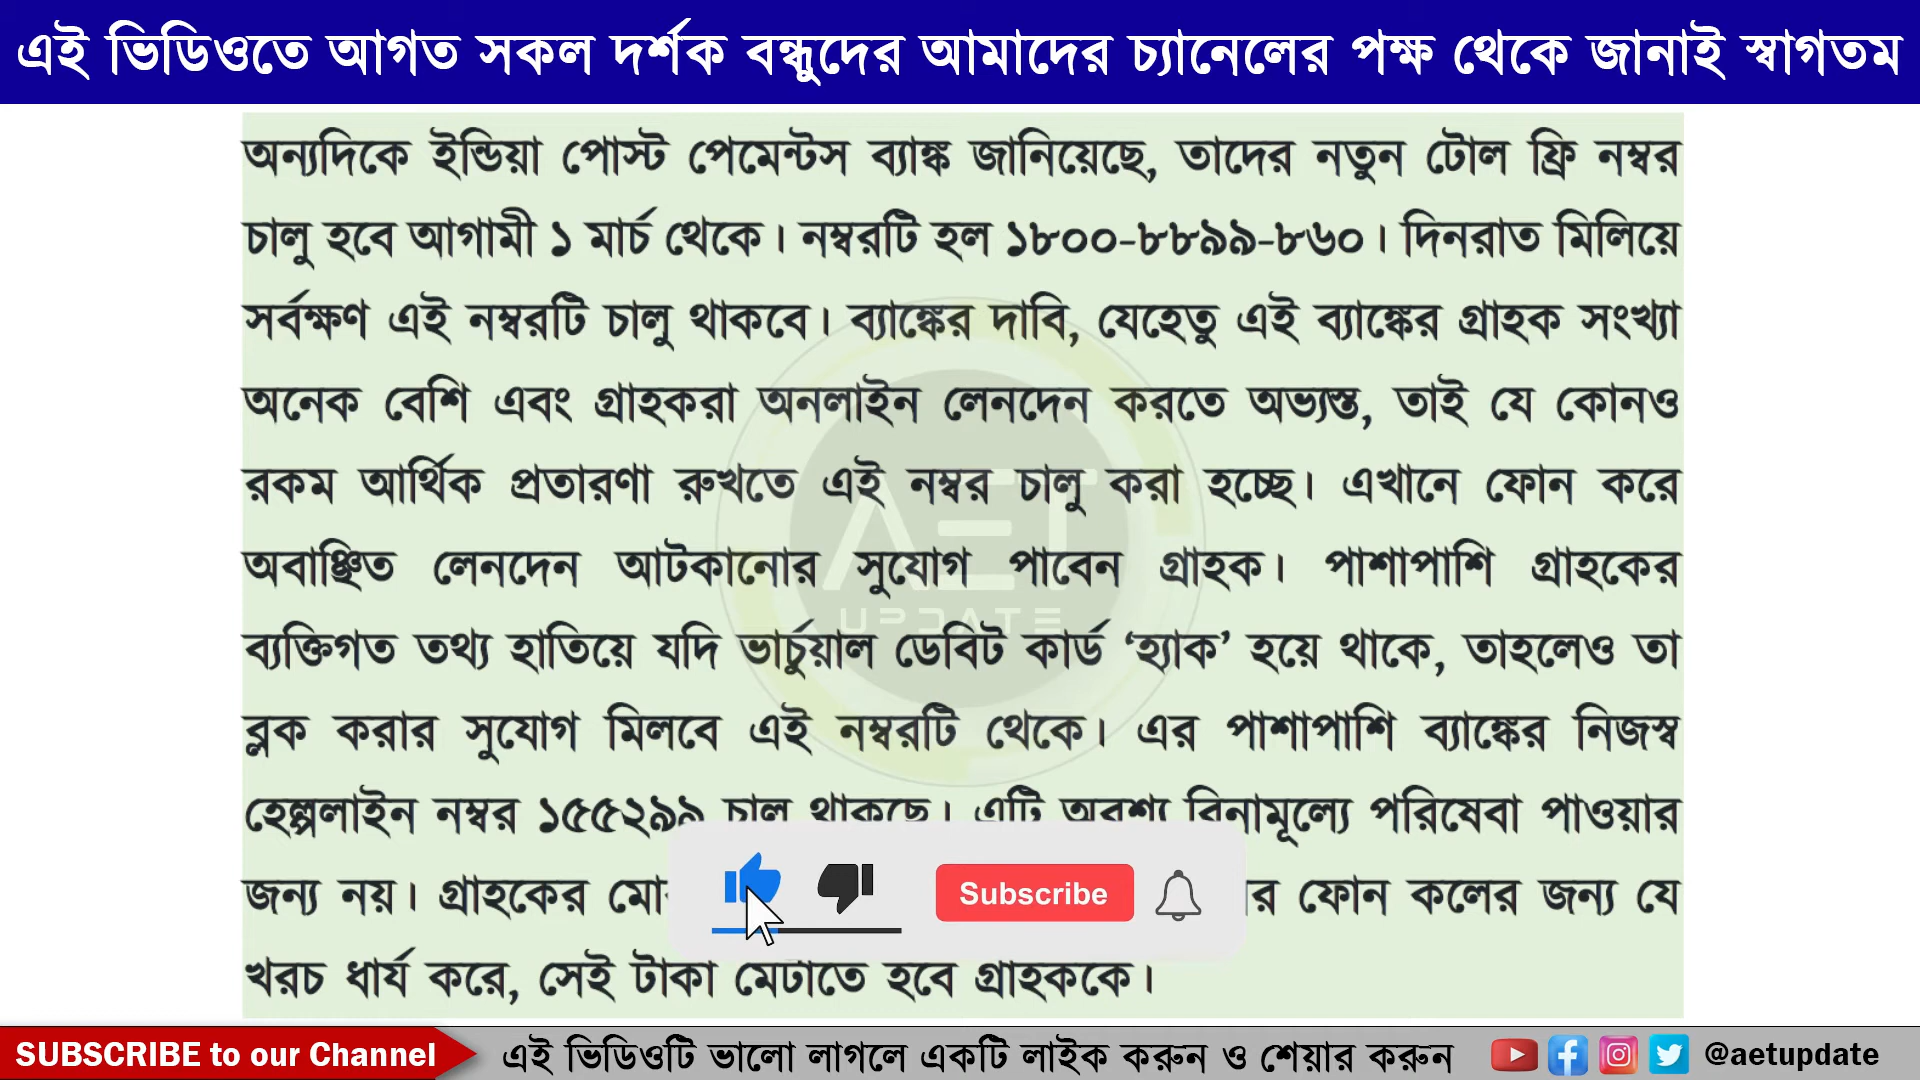 এই ভিডিওতে আগত সকল দর্শক বন্ধুদের আমাদের চ্যানেলের পক্ষ থেকে জানাই স্বাগতম
অন্যদিকে ইন্ডিয়া পোস্ট পেমেন্টস ব্যাঙ্ক জানিয়েছে, তাদের নতুন টোল ফ্রি নম্বর
চালু হবে আগামী ১ মার্চ থেকে। নম্বরটি হল ১৮০০-৮৮৯৯-৮৬০। দিনরাত মিলিয়ে
সর্বক্ষণ এই নম্বরটি চালু থাকবে। ব্যাঙ্কের দাবি, যেহেতু এই ব্যাঙ্কের গ্রাহক সংখ্যা
অনেক বেশি এবং গ্রাহকরা অনলাইন লেনদেন করতে অভ্যস্ত, তাই যে কোনও
রকম আর্থিক প্রতারণা রুখতে এই নম্বর চালু করা হচ্ছে। এখানে ফোন করে
অবাঞ্ছিত লেনদেন আটকানোর সুযোগ পাবেন গ্রাহক। পাশাপাশি গ্রাহকের
ব্যক্তিগত তথ্য হাতিয়ে যদি ভার্চুয়াল ডেবিট কার্ড ‘হ্যাক’ হয়ে থাকে, তাহলেও তা
ব্লক করার সুযোগ মিলবে এই নম্বরটি থেকে। এর পাশাপাশি ব্যাঙ্কের নিজস্ব
হেল্পলাইন নম্বর ১৫৫২৯৯ চালু থাকছে। এটি অবশ্য বিনামূল্যে পরিষেবা পাওয়ার
জন্য নয়। গ্রাহকের ফোন কলের জন্য যে
খরচ ধার্য করে, সেই টাকা মেটাতে হবে গ্রাহককে।
AET
UPDATE
Subscribe
SUBSCRIBE to our Channel
এই ভিডিওটি ভালো লাগলে একটি লাইক করুন ও শেয়ার করুন
@aetupdate